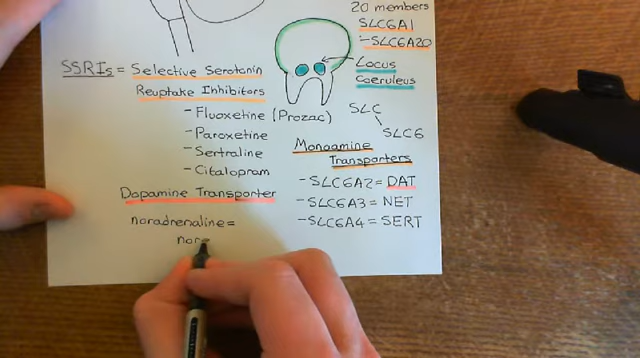 20 members
SLC6A1
-SLC6A20
Locus
coeruleus
SSRIs = Selective Serotonin
Reuptake Inhibitors
- Fluoxetine (Prozac)
- Paroxetine
- Sertraline
- Citalopram
SLC
SLC6
Monoamine
Transporters
- SLC6A2 = DAT
- SLC6A3 = NET
- SLC6A4 = SERT
Dopamine Transporter
noradrenaline =
nore